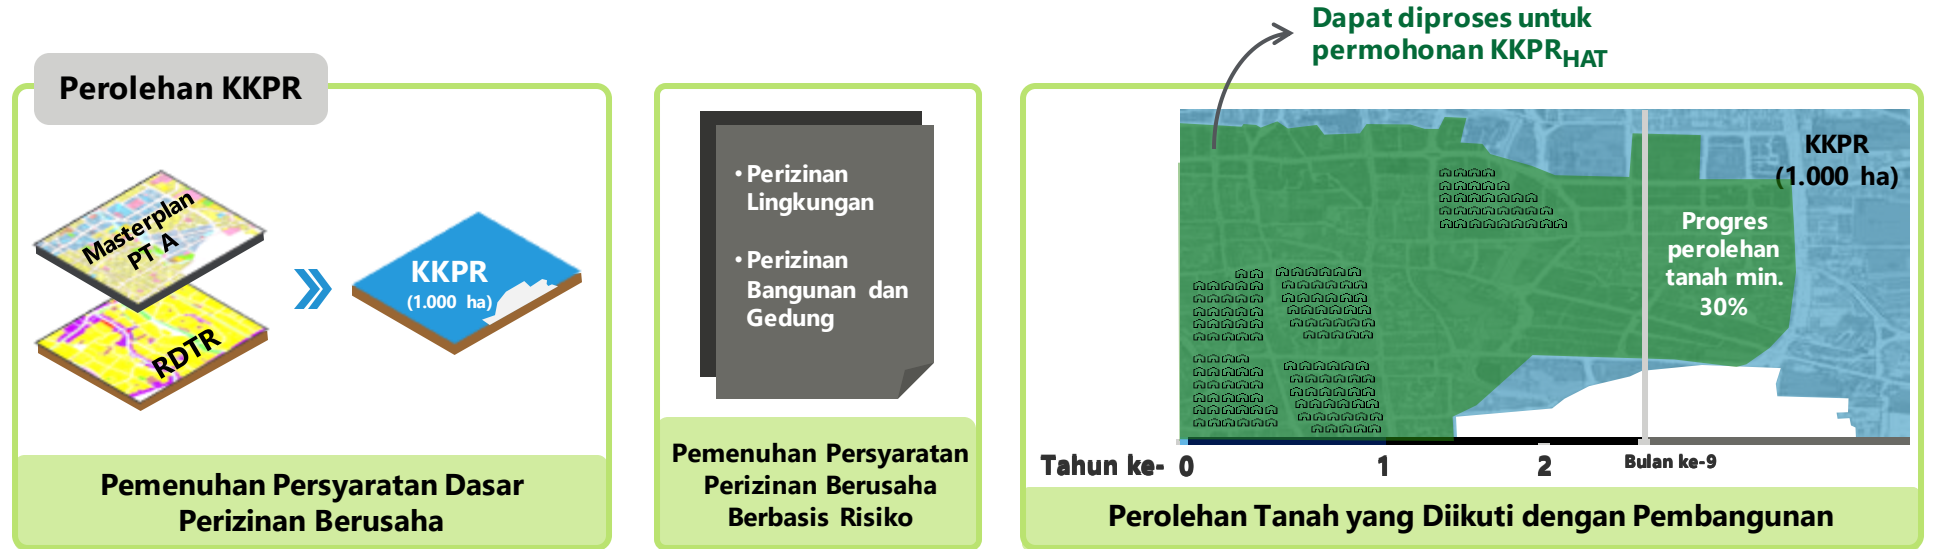 Perolehan KKPR
Masterplan
PT A
RDTR
KKPR
(1.000 ha)
Pemenuhan Persyaratan Dasar
Perizinan Berusaha
• Perizinan
Lingkungan
• Perizinan
Bangunan dan
Gedung
Pemenuhan Persyaratan
Perizinan Berusaha
Berbasis Risiko
Dapat diproses untuk
permohonan KKPRHAT
KKPR
(1.000 ha)
Progres
perolehan
tanah min.
30%
Tahun ke- 0 1 2 Bulan ke-9
Perolehan Tanah yang Diikuti dengan Pembangunan